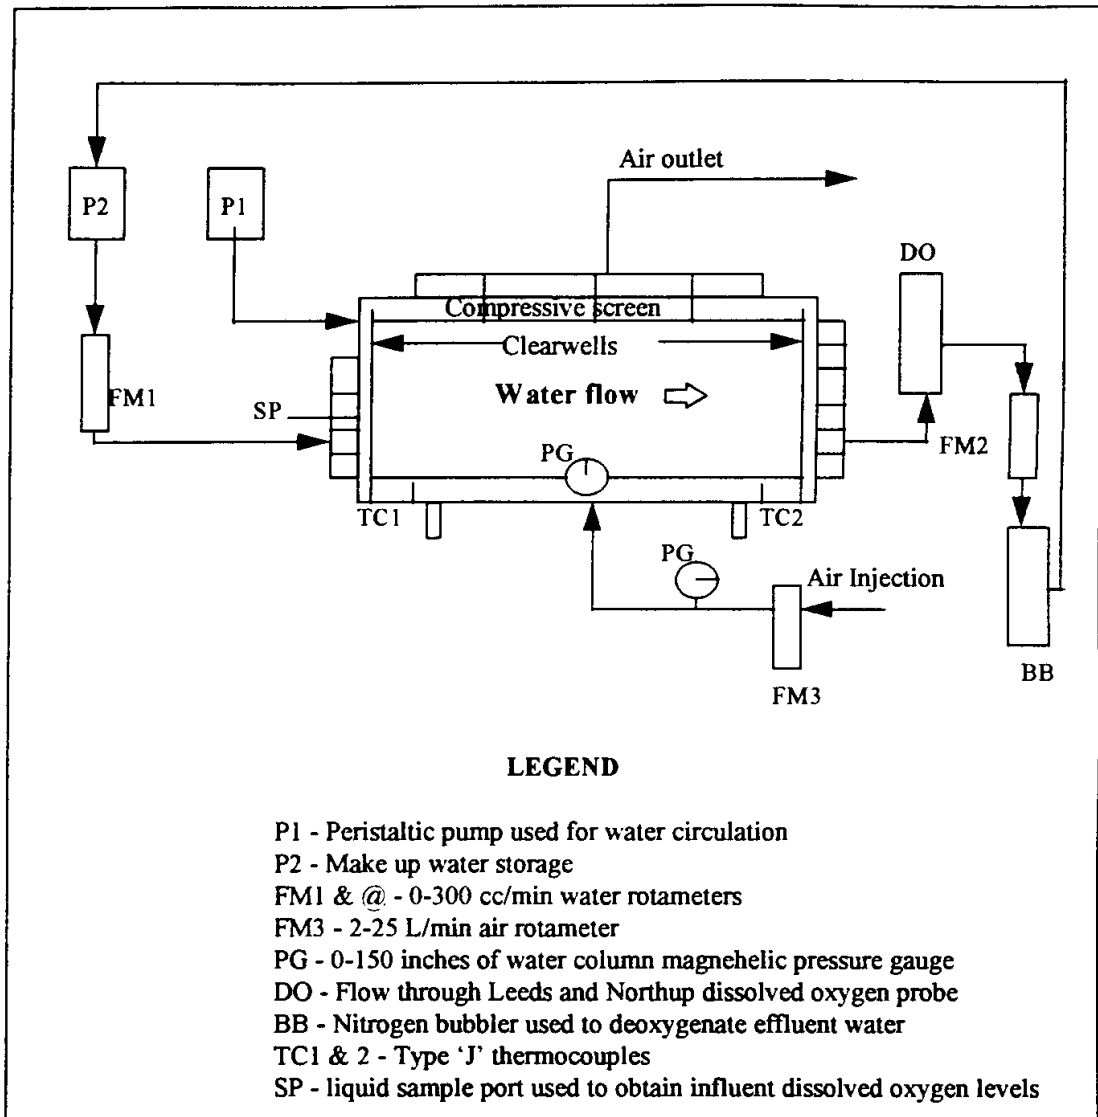 Air outlet
P2
P1
DO
Compressive screen
Clearwells
Water flow
FM1
SP
FM2
PG
TC1
TC2
PG
Air Injection
BB
FM3
LEGEND
P1 - Peristaltic pump used for water circulation
P2 - Make up water storage
FM1 & @ - 0-300 cc/min water rotameters
FM3 - 2-25 L/min air rotameter
PG - 0-150 inches of water column magnehelic pressure gauge
DO - Flow through Leeds and Northup dissolved oxygen probe
BB - Nitrogen bubbler used to deoxygenate effluent water
TC1 & 2 - Type ‘J’ thermocouples
SP - liquid sample port used to obtain influent dissolved oxygen levels